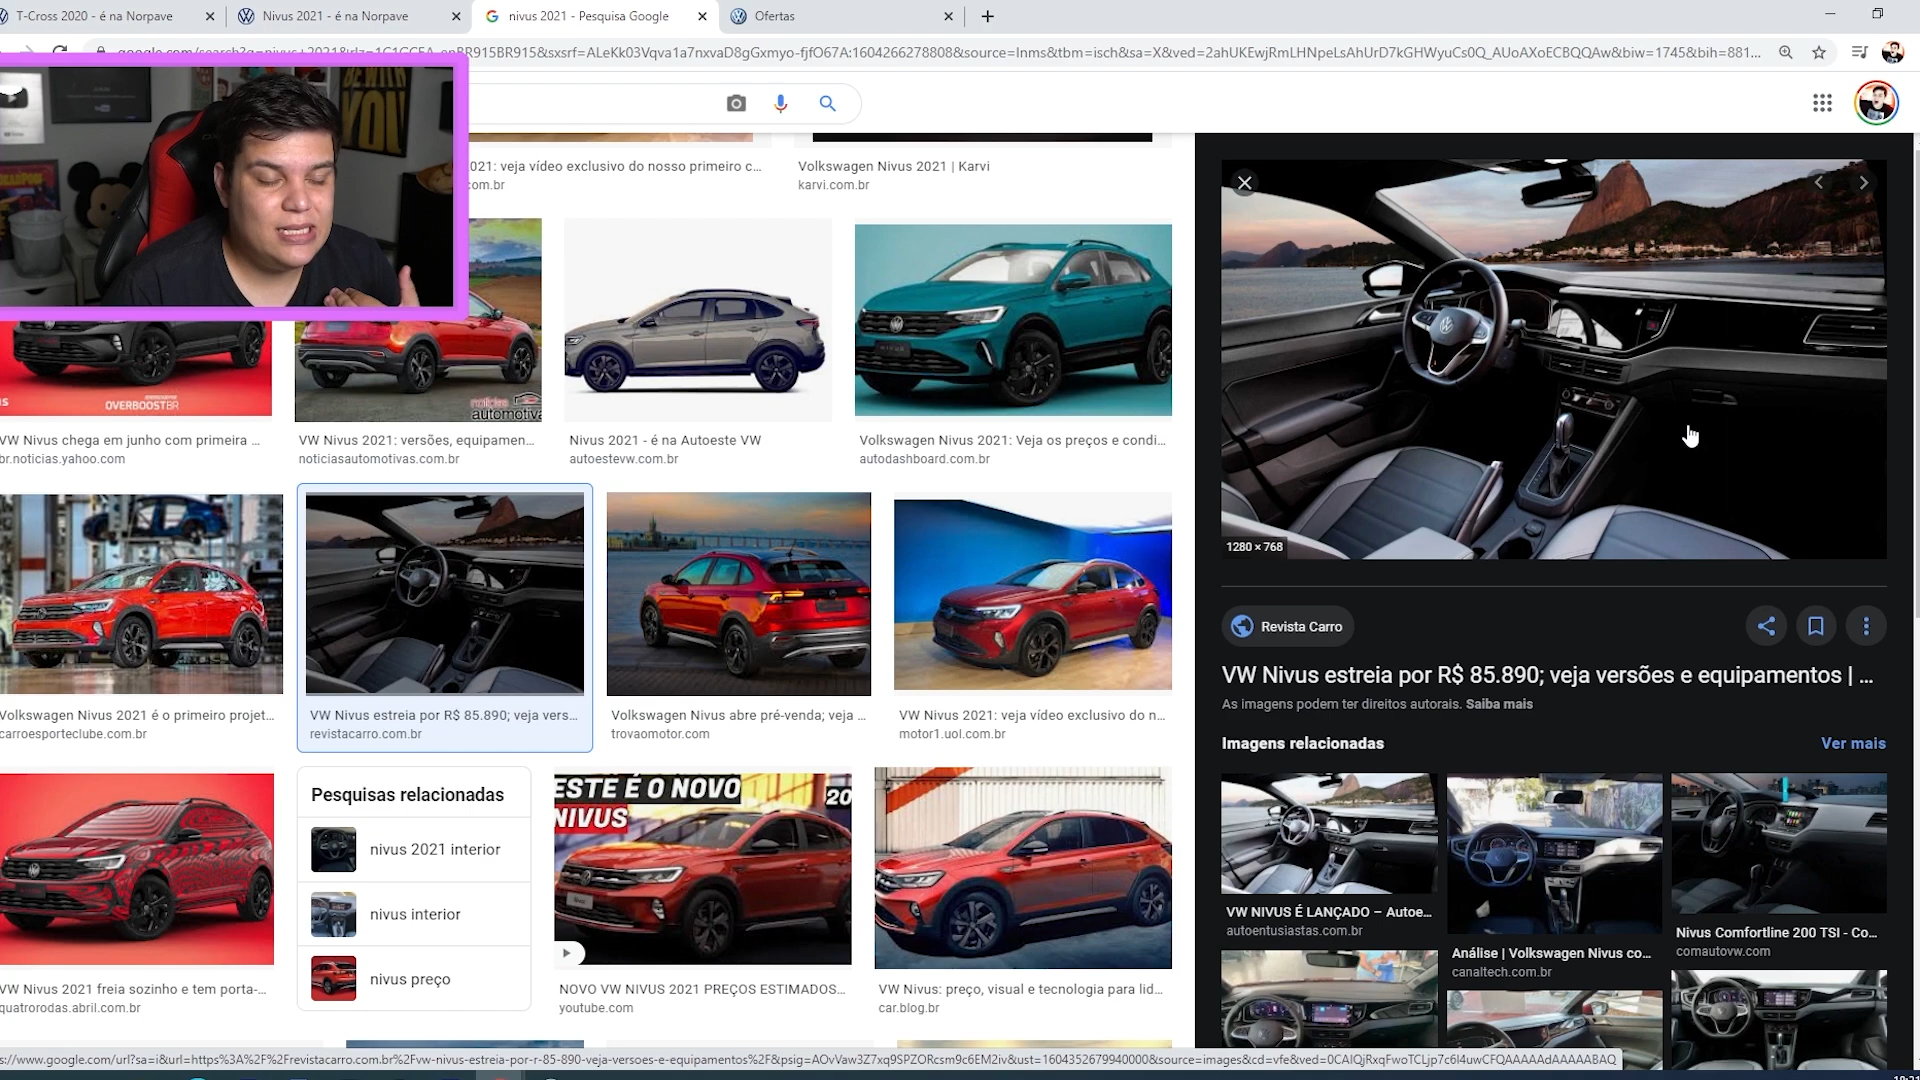 T-Cross 2020 - é na Norpave
Nivus 2021 - é na Norpave
nivus 2021 - Pesquisa Google
Ofertas
BE WITH
YOU
021: veja vídeo exclusivo do nosso primeiro c...
com.br
Volkswagen Nivus 2021 | Karvi
karvi.com.br
OVERBOOSTBR
notícias
automotiva
VW Nivus chega em junho com primeira ...
br.noticias.yahoo.com
VW Nivus 2021: versões, equipamen...
noticiasautomotivas.com.br
Nivus 2021 - é na Autoeste VW
autoestevw.com.br
Volkswagen Nivus 2021: Veja os preços e condi...
autodashboard.com.br
1280 × 768
Revista Carro
VW Nivus estreia por R$ 85.890; veja versões e equipamentos | ...
As imagens podem ter direitos autorais. Saiba mais
Volkswagen Nivus 2021 é o primeiro projet...
carroesporteclube.com.br
VW Nivus estreia por R$ 85.890; veja vers...
revistacarro.com.br
Volkswagen Nivus abre pré-venda; veja ...
trovaomotor.com
VW Nivus 2021: veja vídeo exclusivo do n...
motor1.uol.com.br
Imagens relacionadas
Ver mais
Pesquisas relacionadas
nivus 2021 interior
nivus interior
nivus preço
ESTE É O NOVO
NIVUS
20
VW NIVUS É LANÇADO – Autoe...
autoentusiastas.com.br
Análise | Volkswagen Nivus co...
canaltech.com.br
Nivus Comfortline 200 TSI - Co...
comautovw.com
VW Nivus 2021 freia sozinho e tem porta-...
quatrorodas.abril.com.br
NOVO VW NIVUS 2021 PREÇOS ESTIMADOS...
youtube.com
VW Nivus: preço, visual e tecnologia para lid...
car.blog.br